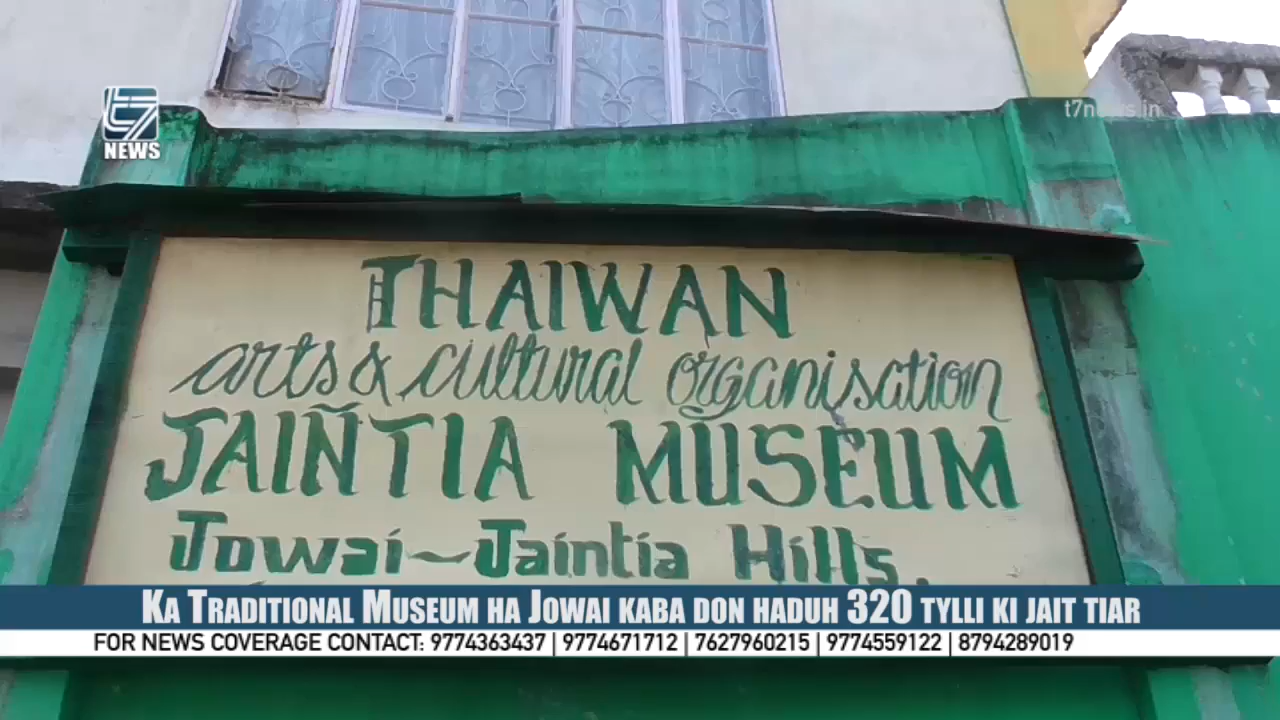 t7
NEWS
t7news.in
THAIWAN
arts & cultural organisation
JAIÑTIA MUSEUM
Jowai~Jaintia Hills.
KA TRADITIONAL MUSEUM HA JOWAI KABA DON HADUH 320 TYLLI KI JAIT TIAR
FOR NEWS COVERAGE CONTACT: 9774363437 | 9774671712 | 7627960215 | 9774559122 | 8794289019